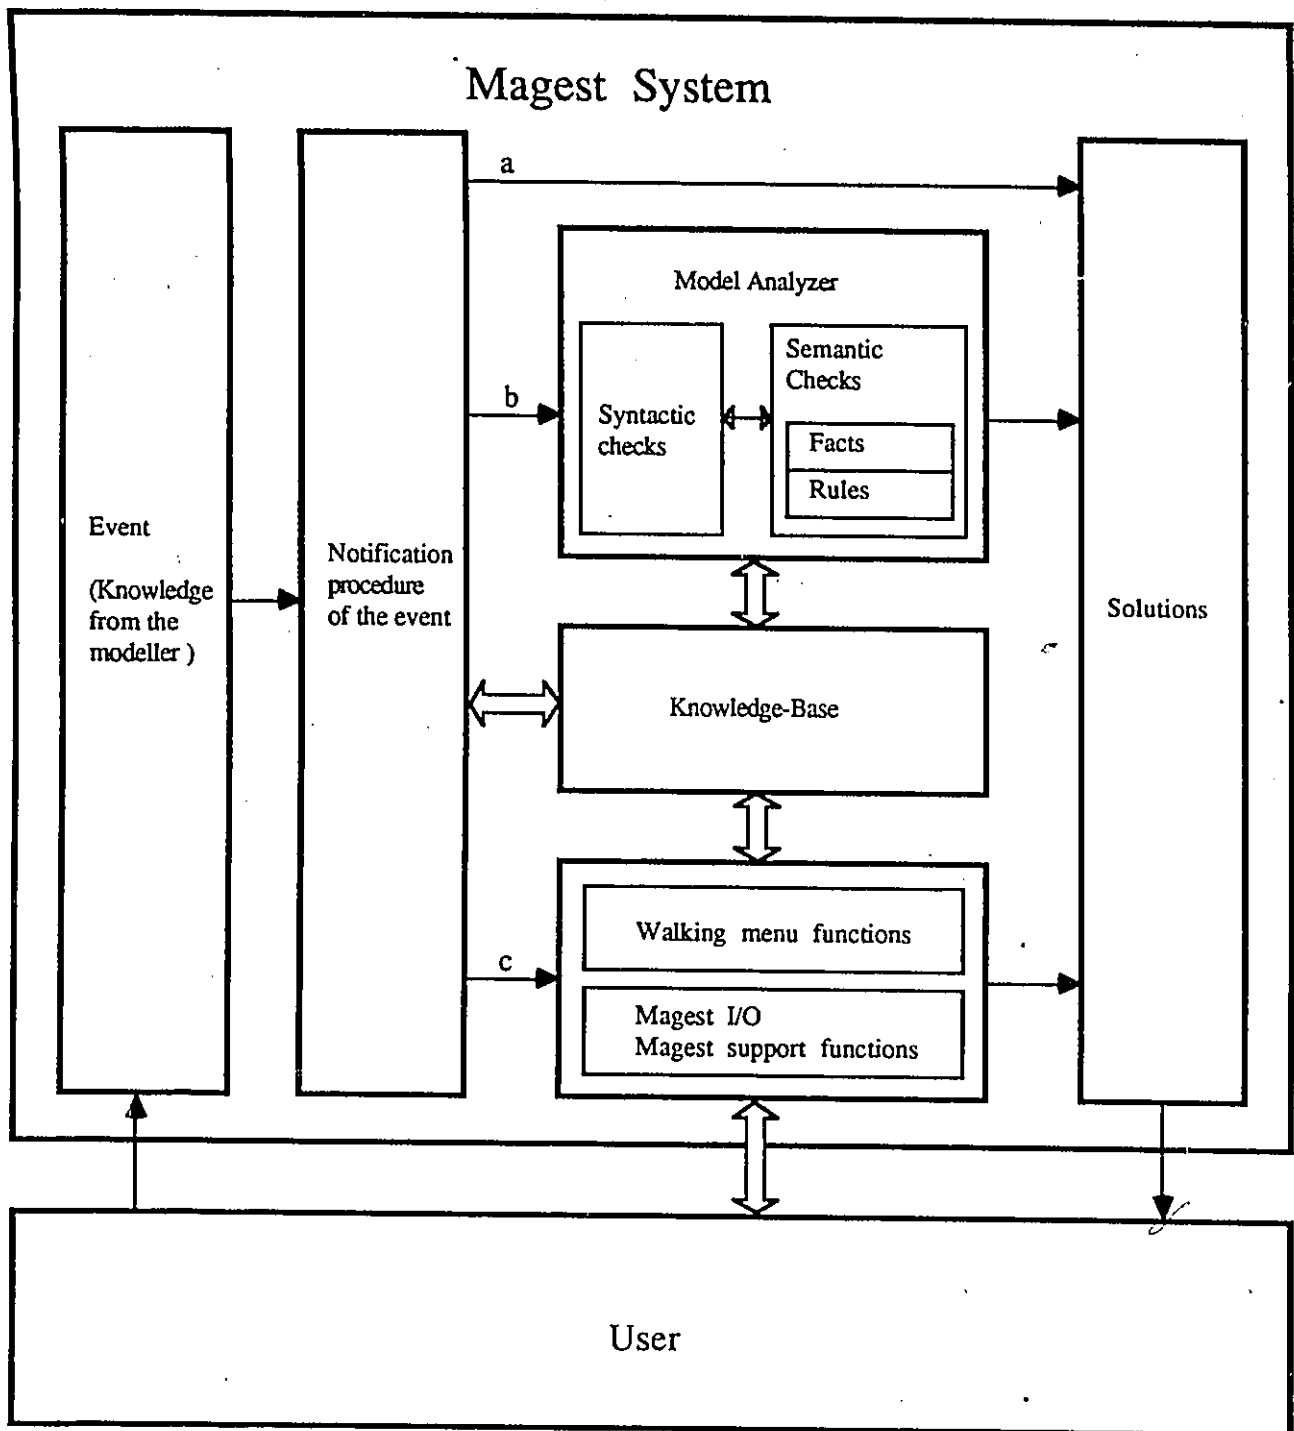 Magest System
a
Model Analyzer
Semantic
Checks
b
Syntactic
checks
Facts
Rules
Event
(Knowledge
from the
modeller )
Notification
procedure
of the event
Solutions
Knowledge-Base
Walking menu functions
c
Magest I/O
Magest support functions
User